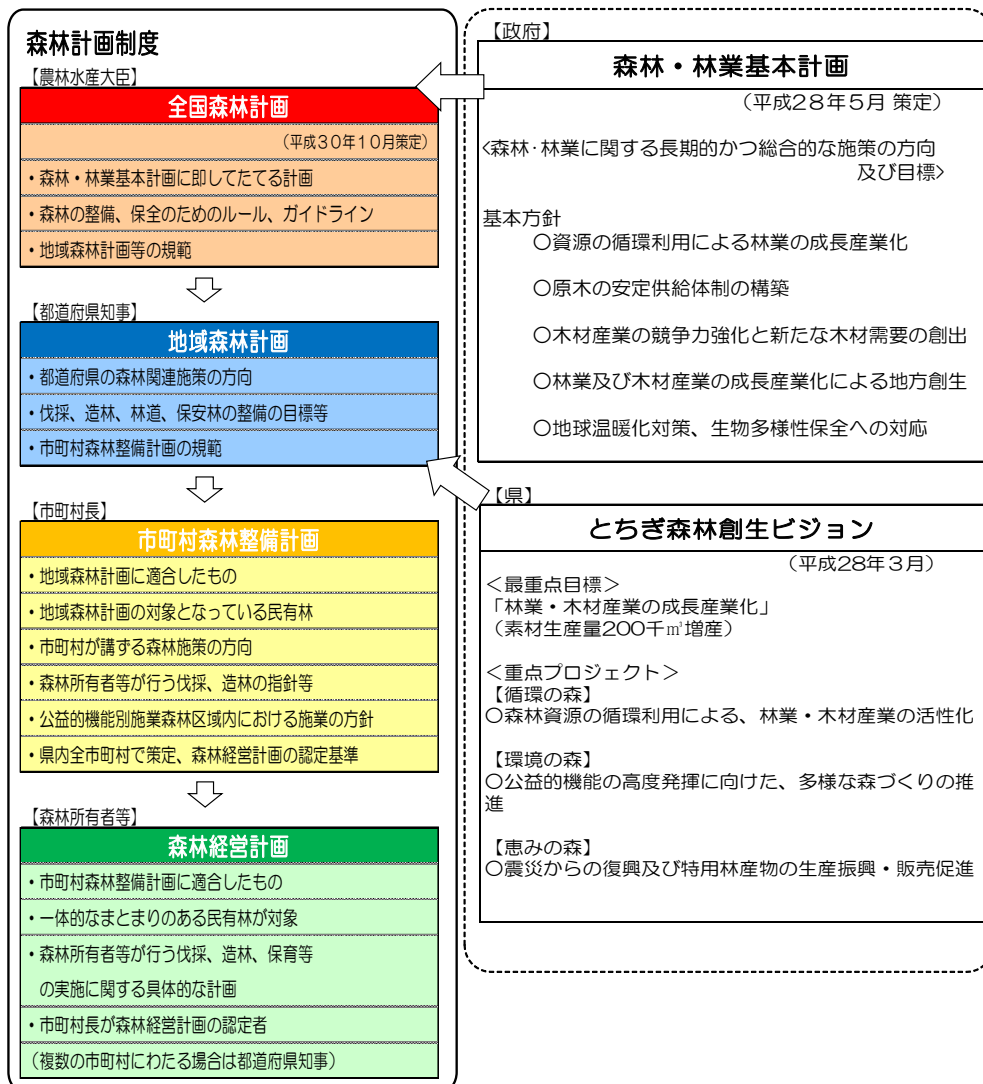 森林計画制度
【農林水産大臣】
全国森林計画
(平成30年10月策定)
・森林・林業基本計画に即してたてる計画
・森林の整備、保全のためのルール、ガイドライン
・地域森林計画等の規範
【都道府県知事】
地域森林計画
・都道府県の森林関連施策の方向
・伐採、造林、林道、保安林の整備の目標等
・市町村森林整備計画の規範
【市町村長】
市町村森林整備計画
・地域森林計画に適合したもの
・地域森林計画の対象となっている民有林
・市町村が講ずる森林施策の方向
・森林所有者等が行う伐採、造林の指針等
・公益的機能別施業森林区域内における施業の方針
・県内全市町村で策定、森林経営計画の認定基準
【森林所有者等】
森林経営計画
・市町村森林整備計画に適合したもの
・一体的なまとまりのある民有林が対象
・森林所有者等が行う伐採、造林、保育等
の実施に関する具体的な計画
・市町村長が森林経営計画の認定者
(複数の市町村にわたる場合は都道府県知事)
【政府】
森林・林業基本計画
(平成28年5月 策定)
<森林・林業に関する長期的かつ総合的な施策の方向
及び目標>
基本方針
○資源の循環利用による林業の成長産業化
○原木の安定供給体制の構築
○木材産業の競争力強化と新たな木材需要の創出
○林業及び木材産業の成長産業化による地方創生
○地球温暖化対策、生物多様性保全への対応
【県】
とちぎ森林創生ビジョン
(平成28年3月)
<最重点目標>
「林業・木材産業の成長産業化」
(素材生産量200千㎥増産)
<重点プロジェクト>
【循環の森】
○森林資源の循環利用による、林業・木材産業の活性化
【環境の森】
○公益的機能の高度発揮に向けた、多様な森づくりの推
進
【恵みの森】
○震災からの復興及び特用林産物の生産振興・販売促進